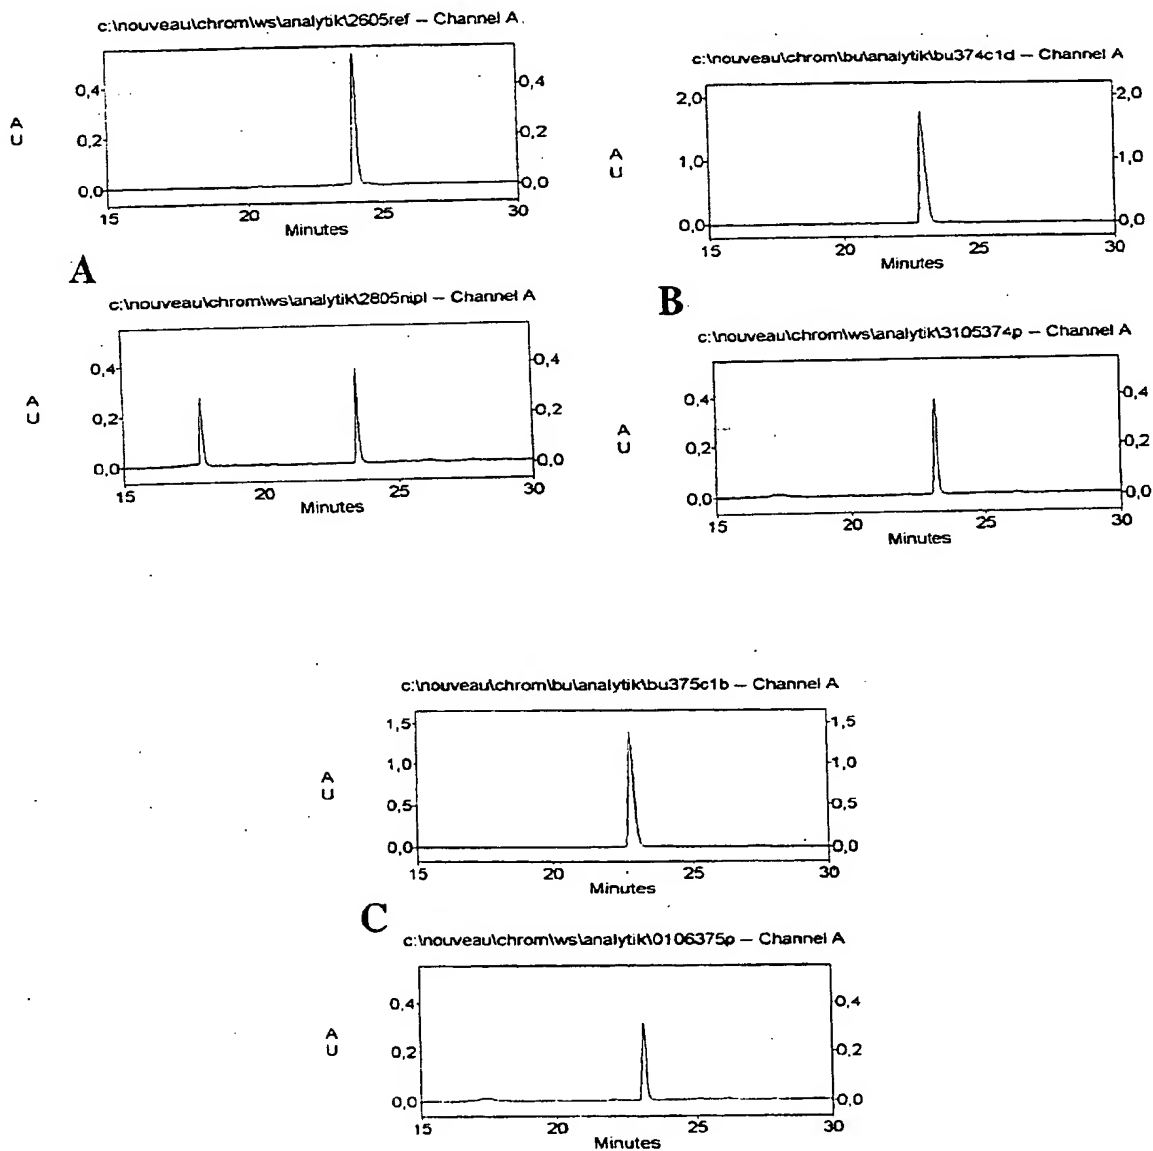 c:\nouveau\chrom\ws\analytik\2605ref – Channel A
A
U
0,4
0,2
0,0
0,4
0,2
0,0
15 20 25 30
Minutes
A
c:\nouveau\chrom\ws\analytik\2805nipl – Channel A
A
U
0,4
0,2
0,0
0,4
0,2
0,0
15 20 25 30
Minutes
c:\nouveau\chrom\bu\analytik\bu374c1d – Channel A
A
U
2,0
1,0
0,0
2,0
1,0
0,0
15 20 25 30
Minutes
B
c:\nouveau\chrom\ws\analytik\3105374p – Channel A
A
U
0,4
0,2
0,0
0,4
0,2
0,0
15 20 25 30
Minutes
c:\nouveau\chrom\bu\analytik\bu375c1b – Channel A
A
U
1,5
1,0
0,5
0,0
1,5
1,0
0,5
0,0
15 20 25 30
Minutes
C
c:\nouveau\chrom\ws\analytik\0106375p – Channel A
A
U
0,4
0,2
0,0
0,4
0,2
0,0
15 20 25 30
Minutes